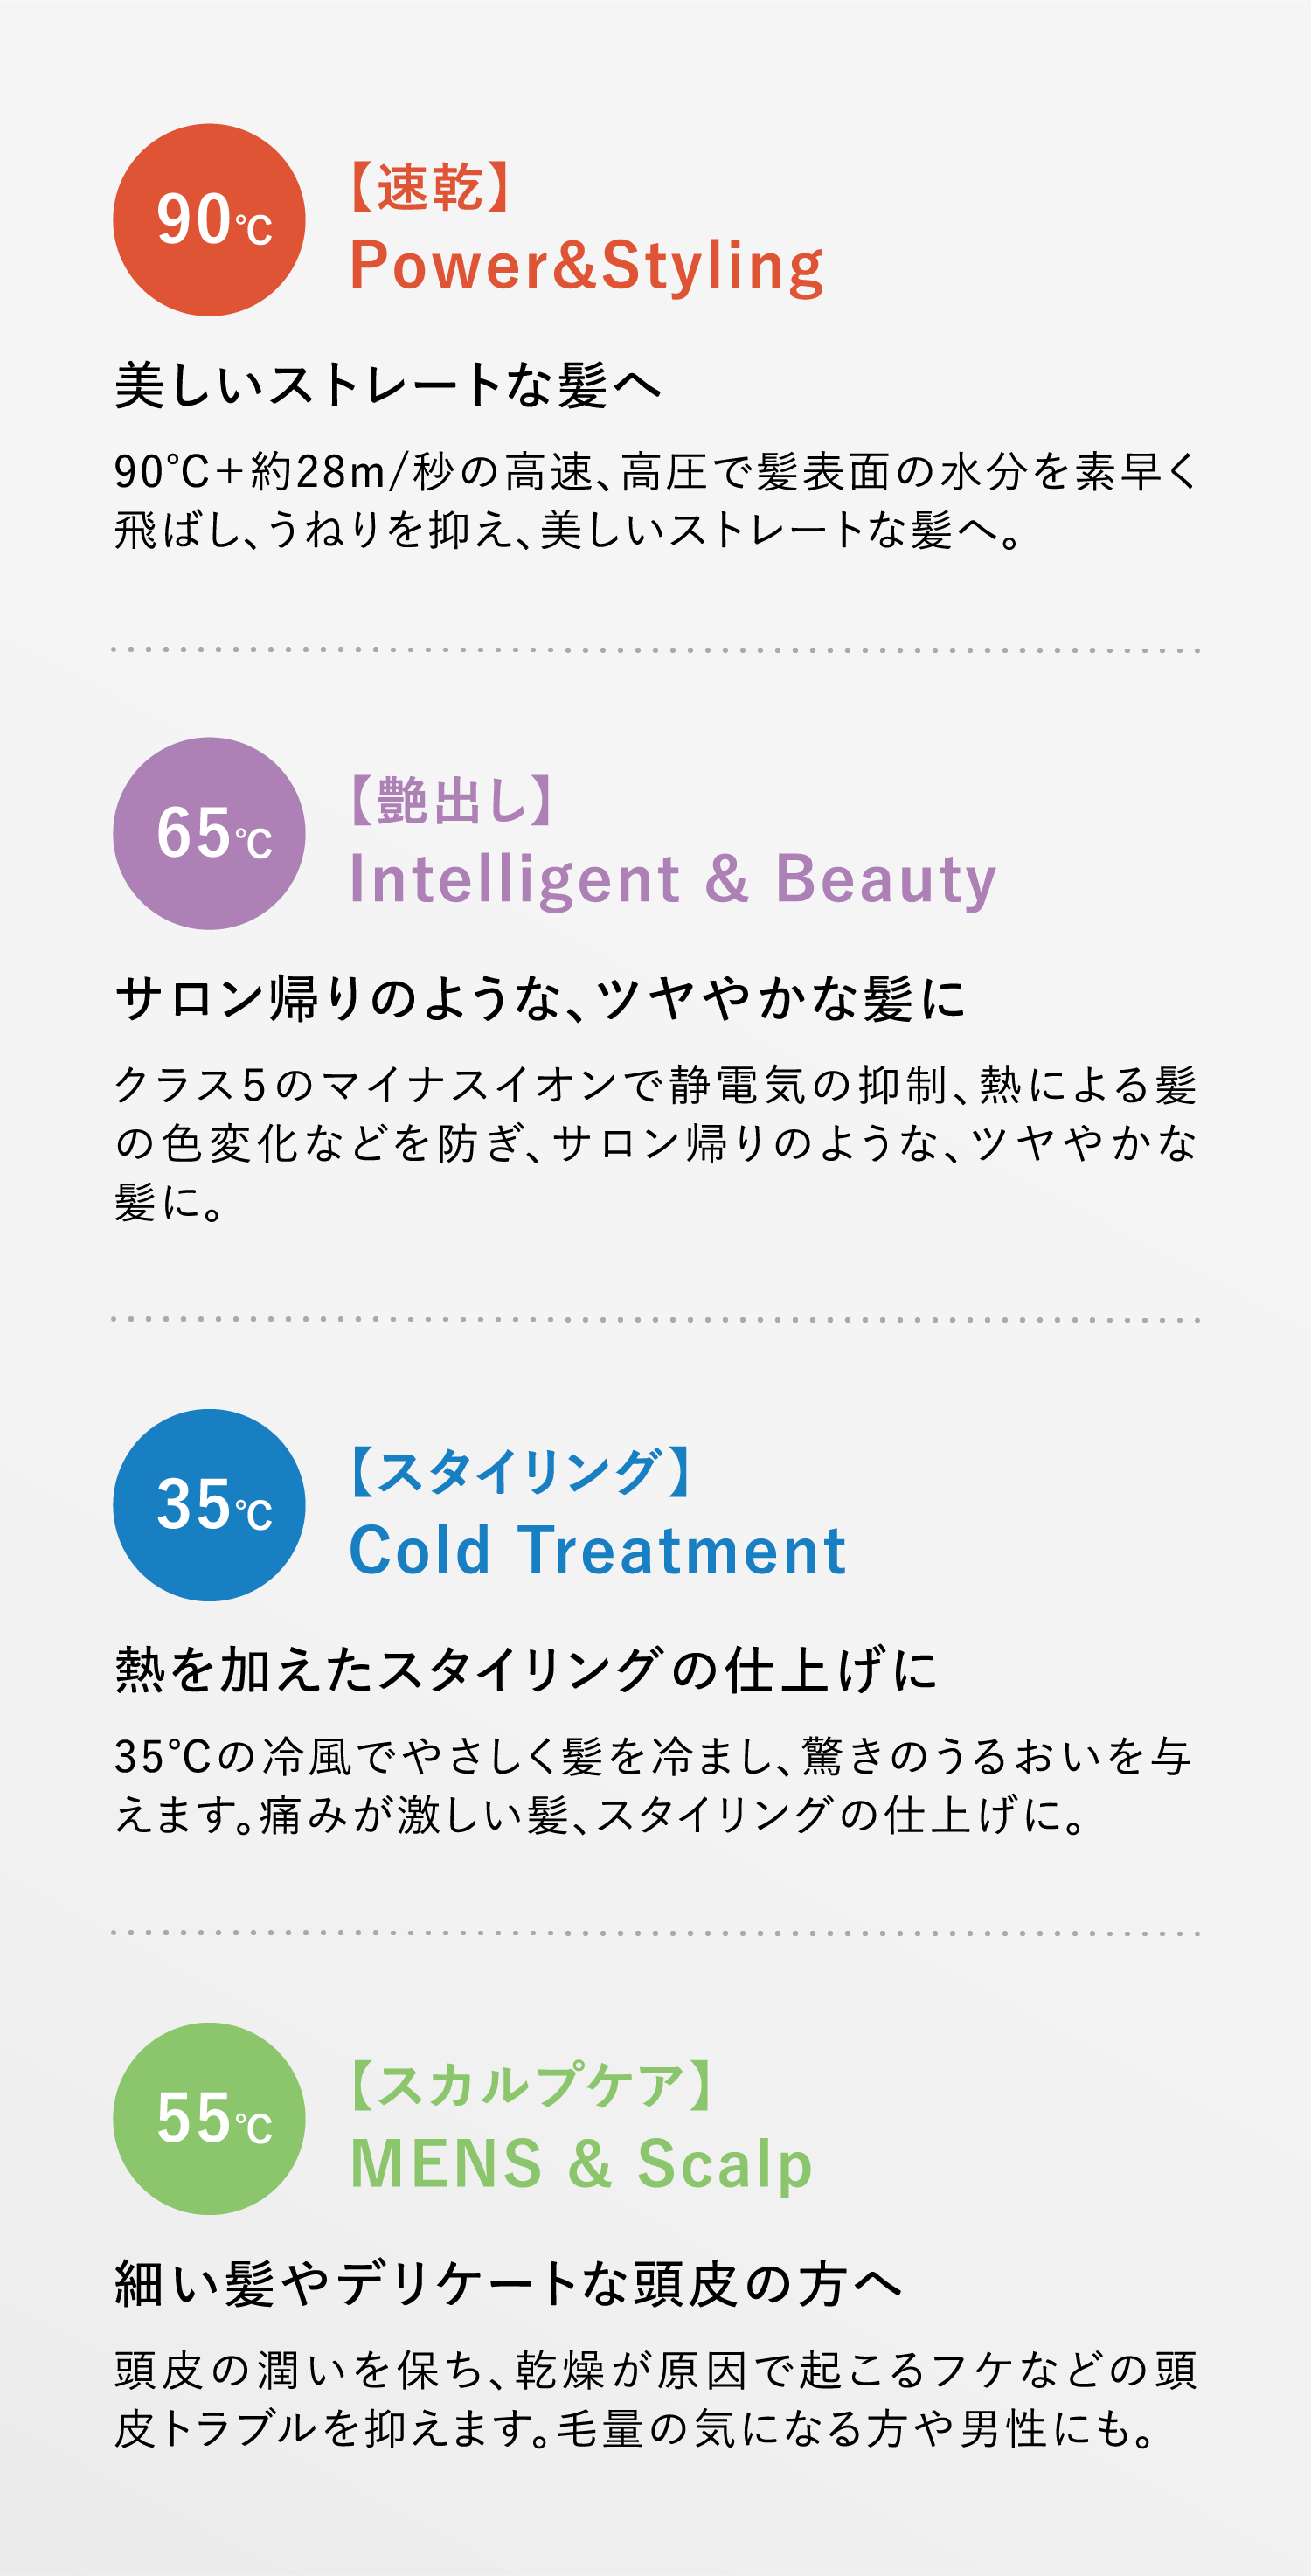 90℃
【速乾】
Power&Styling
美しいストレートな髪へ
90℃＋約28m/秒の高速、高圧で髪表面の水分を素早く
飛ばし、うねりを抑え、美しいストレートな髪へ。
65℃
【艶出し】
Intelligent & Beauty
サロン帰りのような、ツヤやかな髪に
クラス5のマイナスイオンで静電気の抑制、熱による髪
の色変化などを防ぎ、サロン帰りのような、ツヤやかな
髪に。
35℃
【スタイリング】
Cold Treatment
熱を加えたスタイリングの仕上げに
35℃の冷風でやさしく髪を冷まし、驚きのうるおいを与
えます。痛みが激しい髪、スタイリングの仕上げに。
55℃
【スカルプケア】
MENS & Scalp
細い髪やデリケートな頭皮の方へ
頭皮の潤いを保ち、乾燥が原因で起こるフケなどの頭
皮トラブルを抑えます。毛量の気になる方や男性にも。